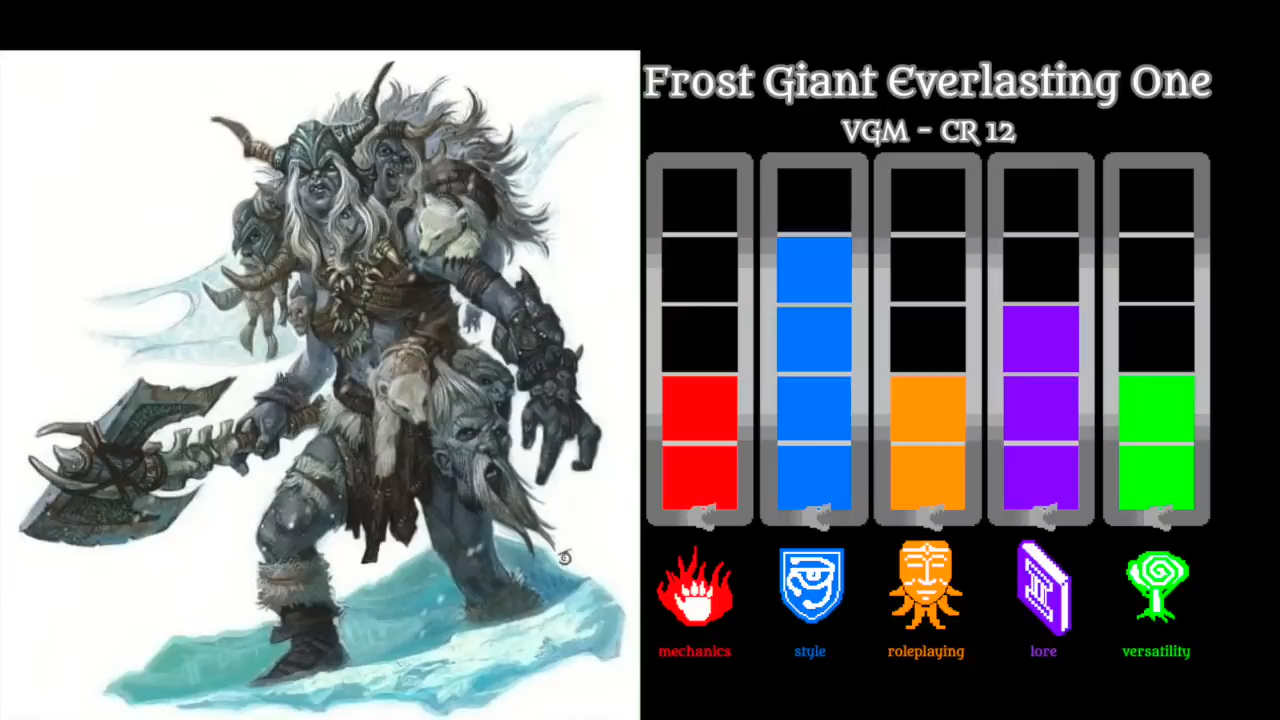 Frost Giant Everlasting One
VGM - CR 12
mechanics
style
roleplaying
lore
versatility